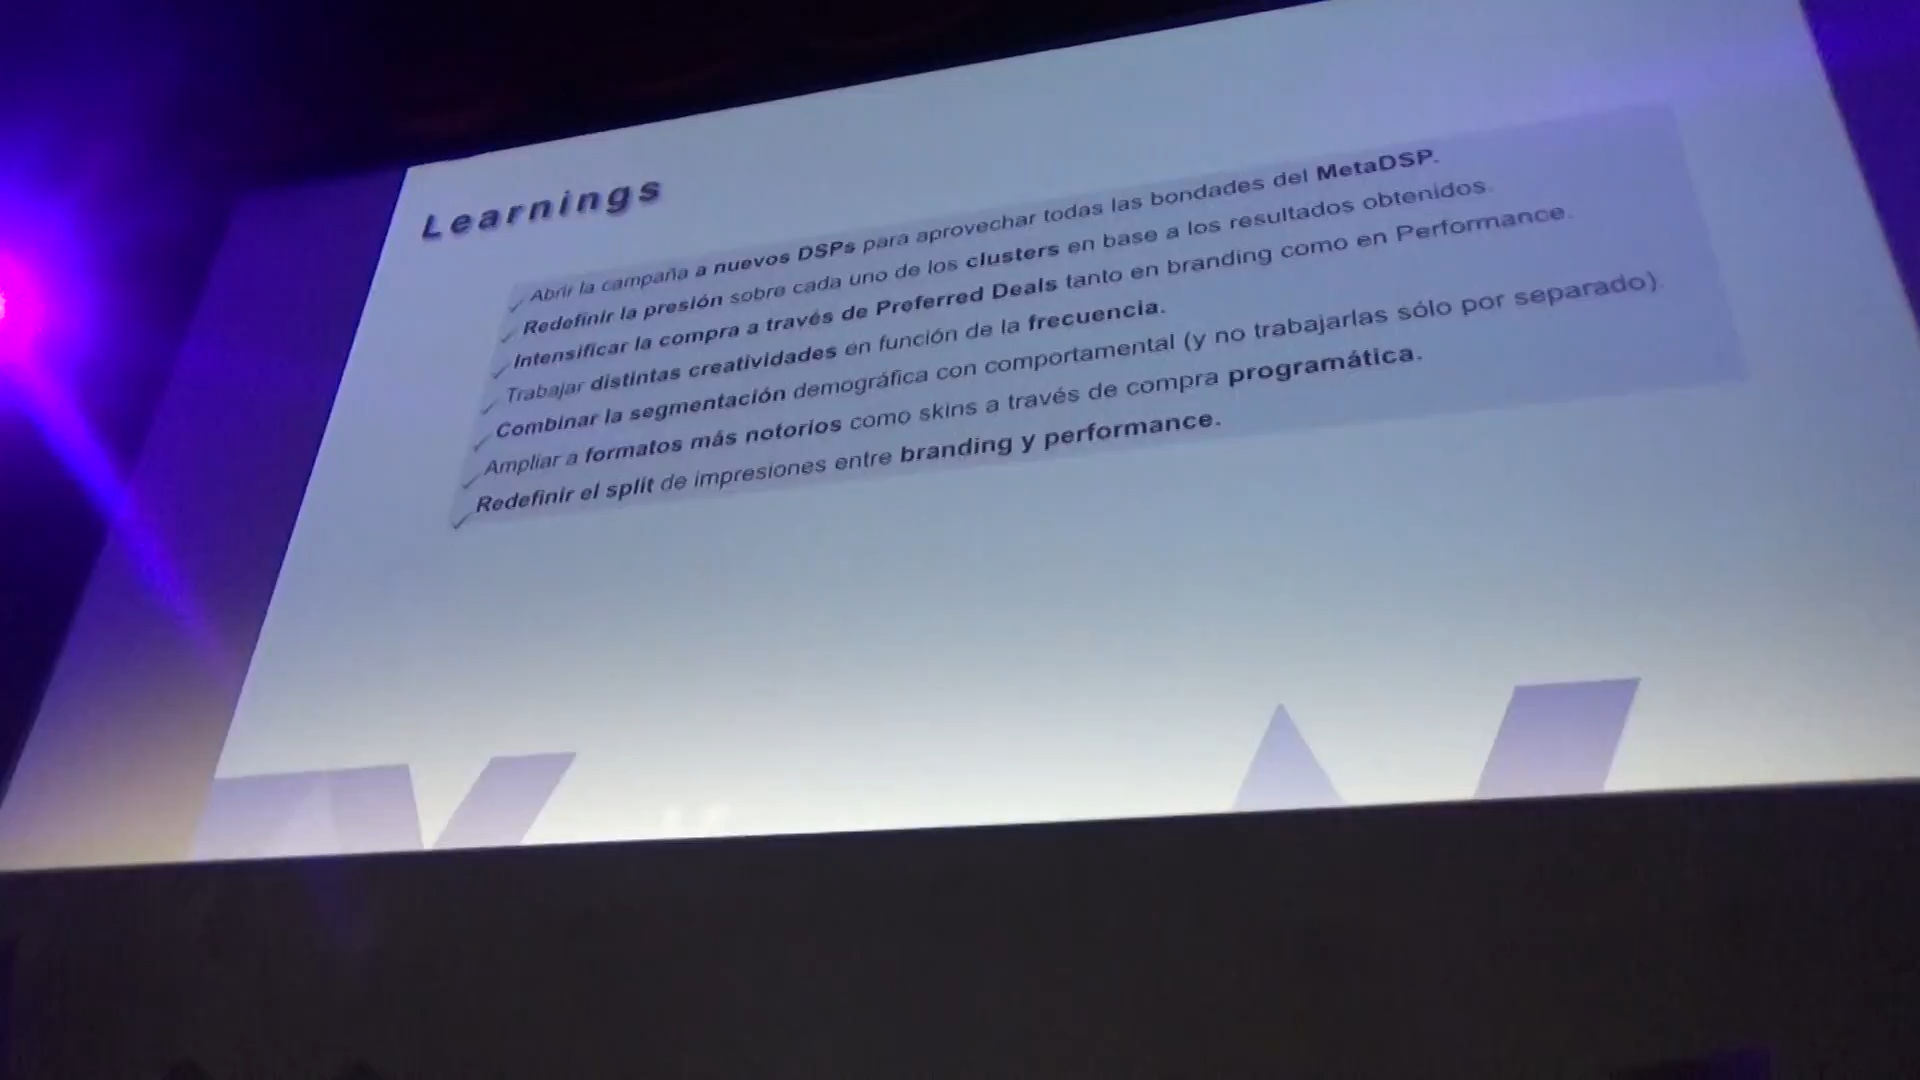 Learnings
✓ Abrir la campaña a nuevos DSPs para aprovechar todas las bondades del MetaDSP.
✓ Redefinir la presión sobre cada uno de los clusters en base a los resultados obtenidos.
✓ Intensificar la compra a través de Preferred Deals tanto en branding como en Performance.
✓ Trabajar distintas creatividades en función de la frecuencia.
✓ Combinar la segmentación demográfica con comportamental (y no trabajarlas sólo por separado).
✓ Ampliar a formatos más notorios como skins a través de compra programática.
✓ Redefinir el split de impresiones entre branding y performance.